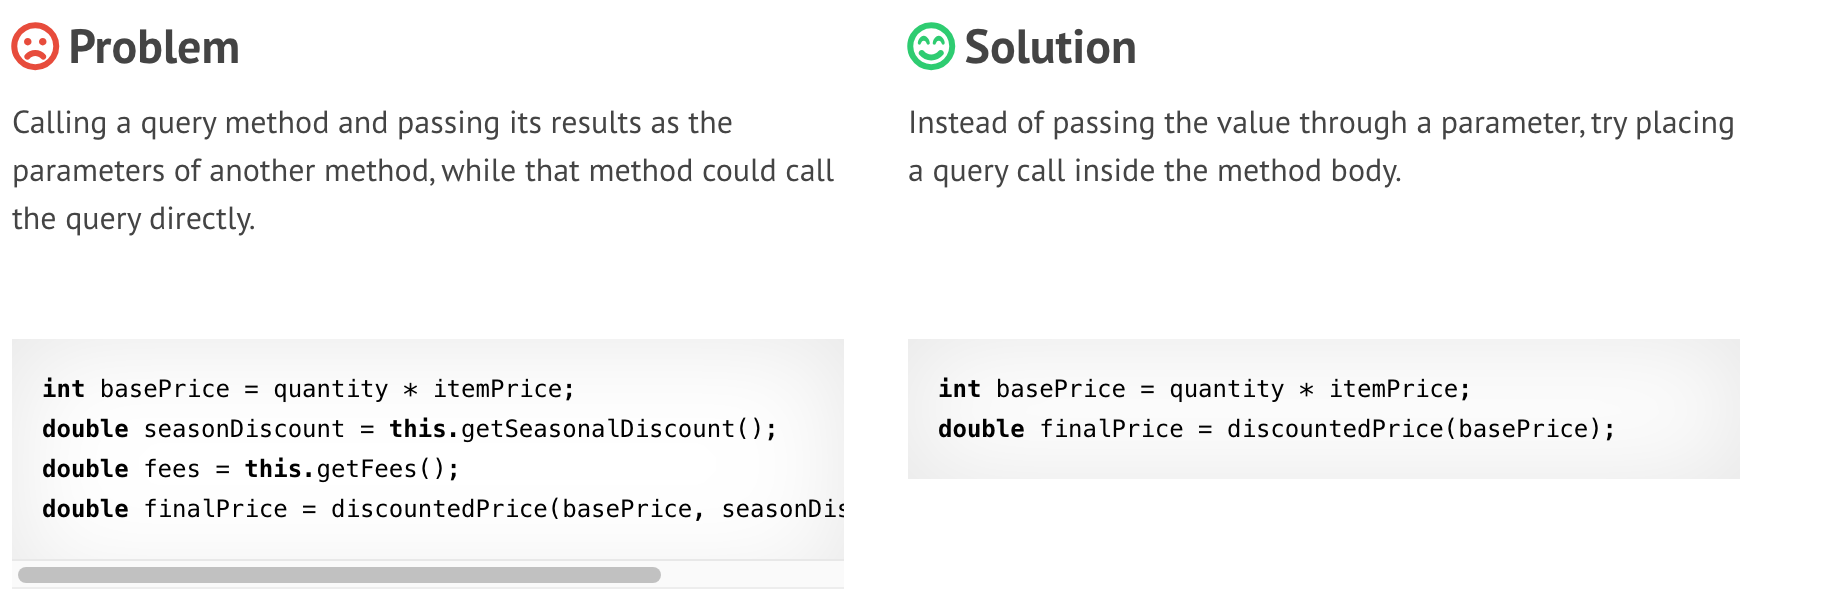 Problem
Calling a query method and passing its results as the
parameters of another method, while that method could call
the query directly.
int basePrice = quantity * itemPrice;
double seasonDiscount = this.getSeasonalDiscount();
double fees = this.getFees();
double finalPrice = discountedPrice(basePrice, seasonDis
Solution
Instead of passing the value through a parameter, try placing
a query call inside the method body.
int basePrice = quantity * itemPrice;
double finalPrice = discountedPrice(basePrice);